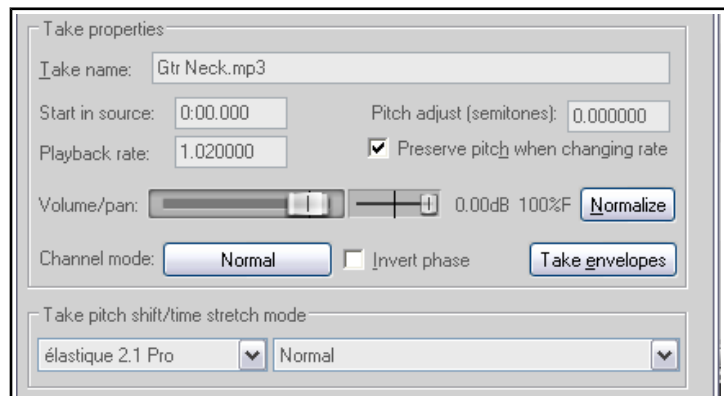 Take properties
Take name: Gtr Neck.mp3
Start in source: 0:00.000 Pitch adjust (semitones): 0.000000
Playback rate: 1.020000 Preserve pitch when changing rate
Volume/pan: 0.00dB 100%F Normalize
Channel mode: Normal Invert phase Take envelopes
Take pitch shift/time stretch mode
élastique 2.1 Pro Normal